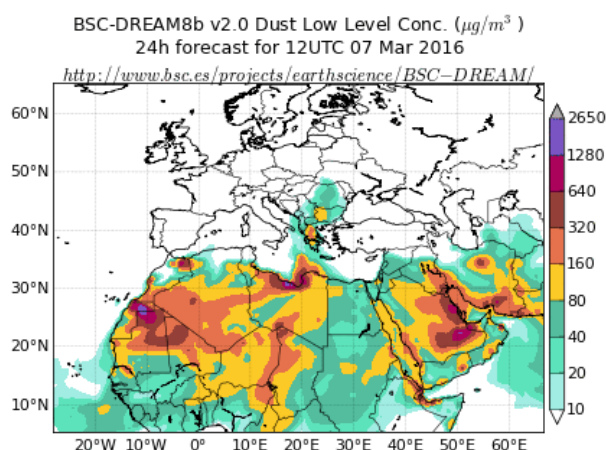 BSC-DREAM8b v2.0 Dust Low Level Conc. (μg/m³ )
24h forecast for 12UTC 07 Mar 2016
http://www.bsc.es/projects/earthscience/BSC−DREAM/
60°N
50°N
40°N
30°N
20°N
10°N
20°W 10°W 0° 10°E 20°E 30°E 40°E 50°E 60°E
2650
1280
640
320
160
80
40
20
10